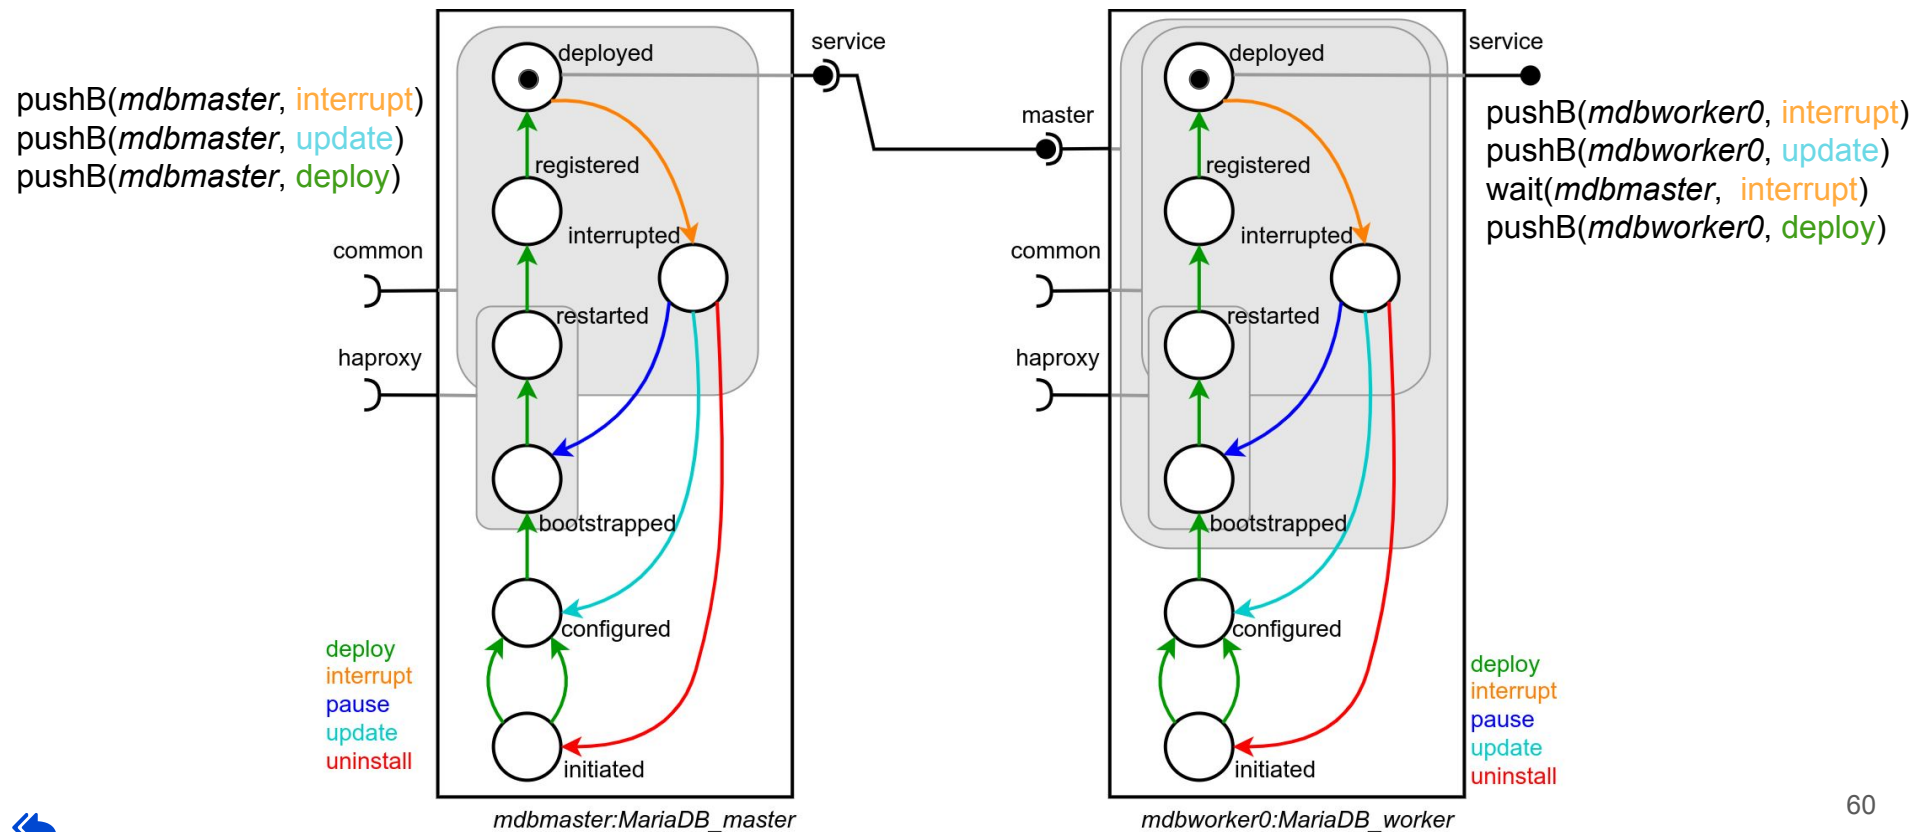 pushB(mdbmaster, interrupt)
pushB(mdbmaster, update)
pushB(mdbmaster, deploy)
service
deployed
registered
interrupted
common
restarted
haproxy
bootstrapped
configured
initiated
deploy
interrupt
pause
update
uninstall
mdbmaster:MariaDB_master
master
service
deployed
registered
interrupted
common
restarted
haproxy
bootstrapped
configured
initiated
mdbworker0:MariaDB_worker
pushB(mdbworker0, interrupt)
pushB(mdbworker0, update)
wait(mdbmaster, interrupt)
pushB(mdbworker0, deploy)
deploy
interrupt
pause
update
uninstall
60